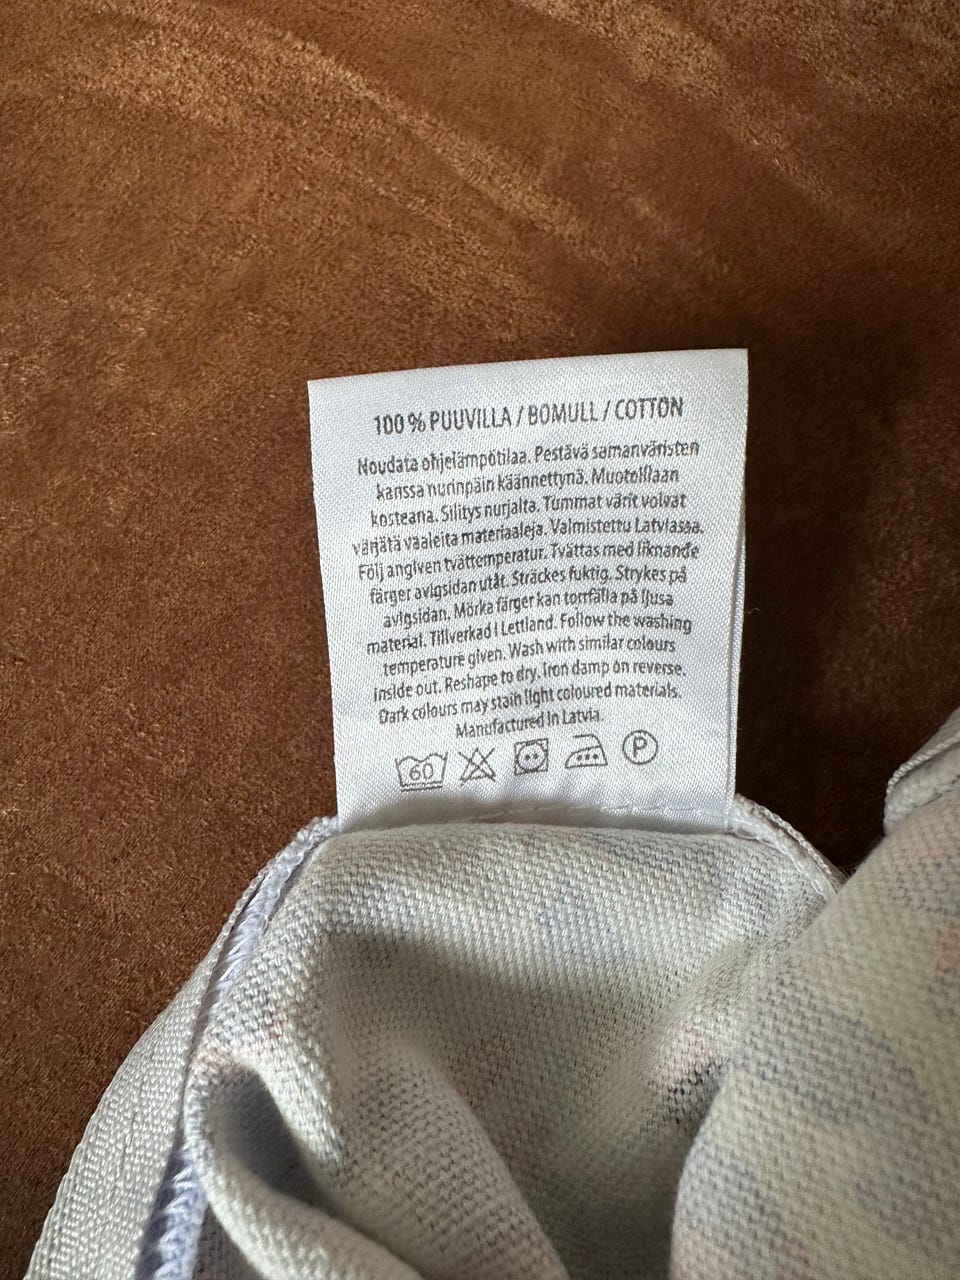 100 % PUUVILLA / BOMULL / COTTON
Noudata ohjelämpötilaa. Pestävä samanväristen
kanssa nurinpäin käännettynä. Muotoillaan
kosteana. Silitys nurjalta. Tummat värit voivat
värjätä vaaleita materiaaleja. Valmistettu Latviassa.
Följ angiven tvättemperatur. Tvättas med liknande
färger avigsidan utåt. Sträckes fuktig. Strykes på
avigsidan. Mörka färger kan torrfälla på ljusa
material. Tillverkad i Lettland. Follow the washing
temperature given. Wash with similar colours
inside out. Reshape to dry. Iron damp on reverse.
Dark colours may stain light coloured materials.
Manufactured in Latvia.
60 P